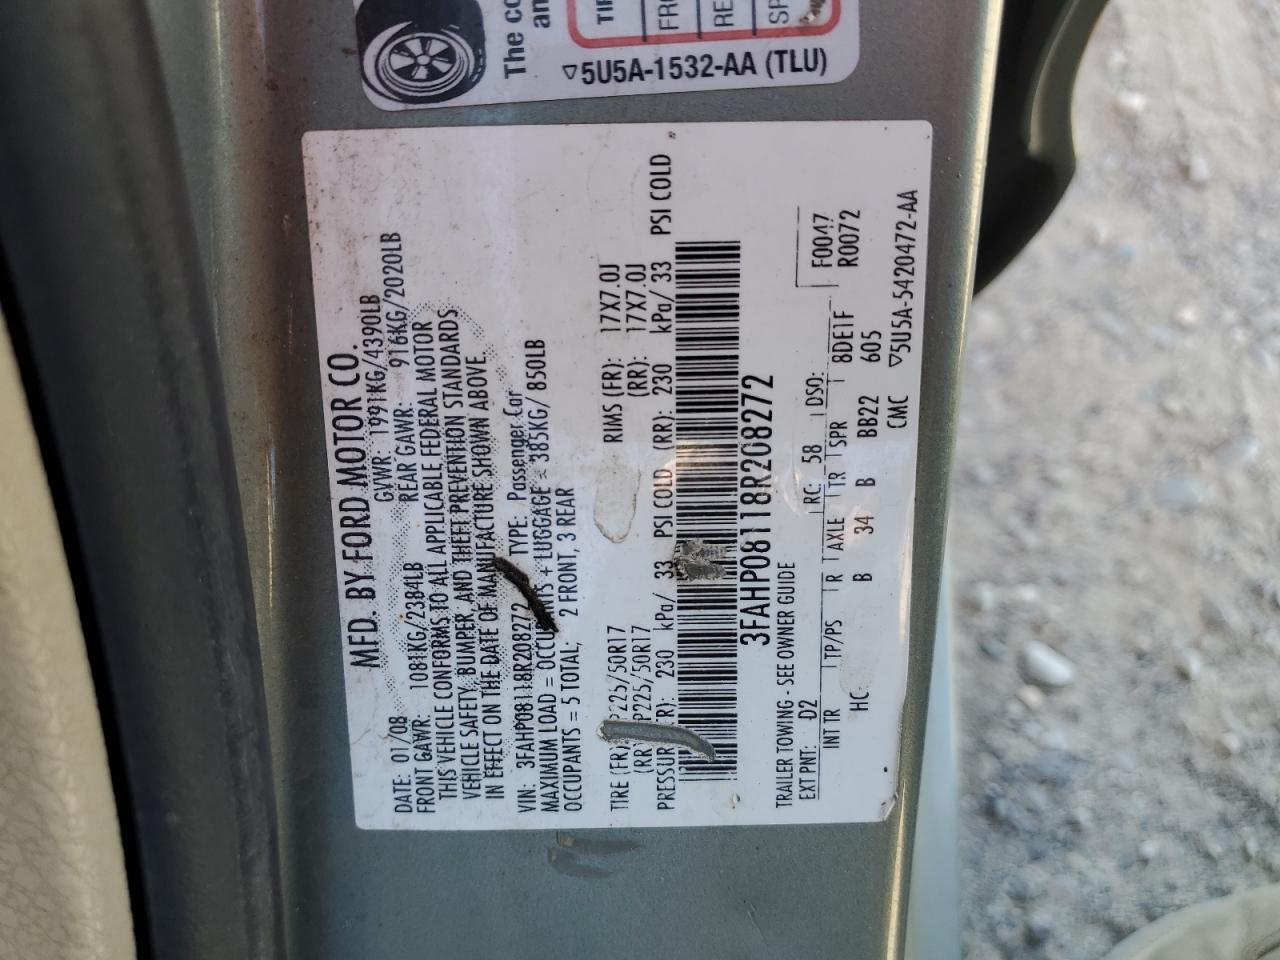 The co
an
TIR
FR
RE
SP
▽5U5A-1532-AA (TLU)
MFD. BY FORD MOTOR CO.
DATE: 01/08 GVWR: 1991KG/4390LB
FRONT GAWR: 1081KG/2384LB REAR GAWR: 916KG/2020LB
THIS VEHICLE CONFORMS TO ALL APPLICABLE FEDERAL MOTOR
VEHICLE SAFETY, BUMPER, AND THEFT PREVENTION STANDARDS
IN EFFECT ON THE DATE OF MANUFACTURE SHOWN ABOVE.
VIN: 3FAHP08118R208272 TYPE: Passenger Car
MAXIMUM LOAD = OCCUPANTS + LUGGAGE = 385KG/ 850LB
OCCUPANTS = 5 TOTAL, 2 FRONT, 3 REAR
TIRE (FR): P225/50R17 RIMS (FR): 17X7.0J
(RR): P225/50R17 (RR): 17X7.0J
PRESSURE (FR): 230 kPa/ 33 PSI COLD (RR): 230 kPa/ 33 PSI COLD
3FAHP08118R208272
TRAILER TOWING - SEE OWNER GUIDE
EXT PNT: D2 RC: 58 DSO: F0047
R0072
INT TR TP/PS R AXLE TR SPR 8DE1F
HC: B 34 B BB22 605
CMC ▽5U5A-5420472-AA